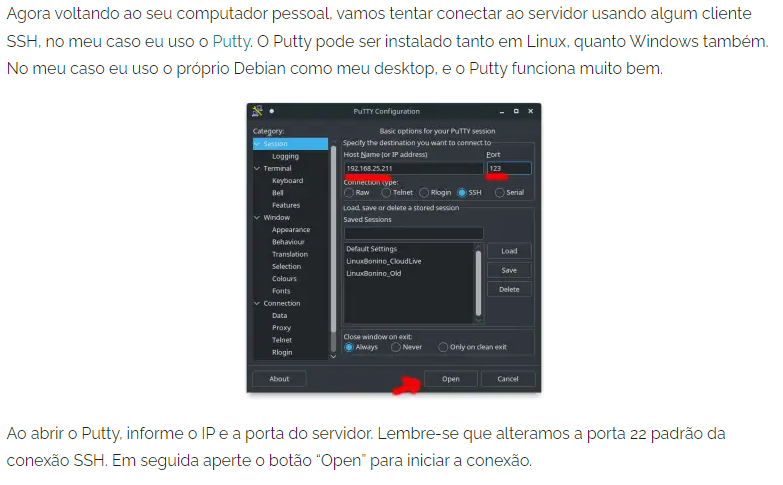 Agora voltando ao seu computador pessoal, vamos tentar conectar ao servidor usando algum cliente
SSH, no meu caso eu uso o Putty. O Putty pode ser instalado tanto em Linux, quanto Windows também.
No meu caso eu uso o próprio Debian como meu desktop, e o Putty funciona muito bem.
PuTTY Configuration
Category:
Session
Logging
Terminal
Keyboard
Bell
Features
Window
Appearance
Behaviour
Translation
Selection
Colours
Fonts
Connection
Data
Proxy
Telnet
Rlogin
Basic options for your PuTTY session
Specify the destination you want to connect to
Host Name (or IP address) Port
192.168.25.211 123
Connection type:
Raw Telnet Rlogin SSH Serial
Load, save or delete a stored session
Saved Sessions
Default Settings
LinuxBonino_CloudLive
LinuxBonino_Old
Load
Save
Delete
Close window on exit:
Always Never Only on clean exit
About Open Cancel
Ao abrir o Putty, informe o IP e a porta do servidor. Lembre-se que alteramos a porta 22 padrão da
conexão SSH. Em seguida aperte o botão “Open” para iniciar a conexão.